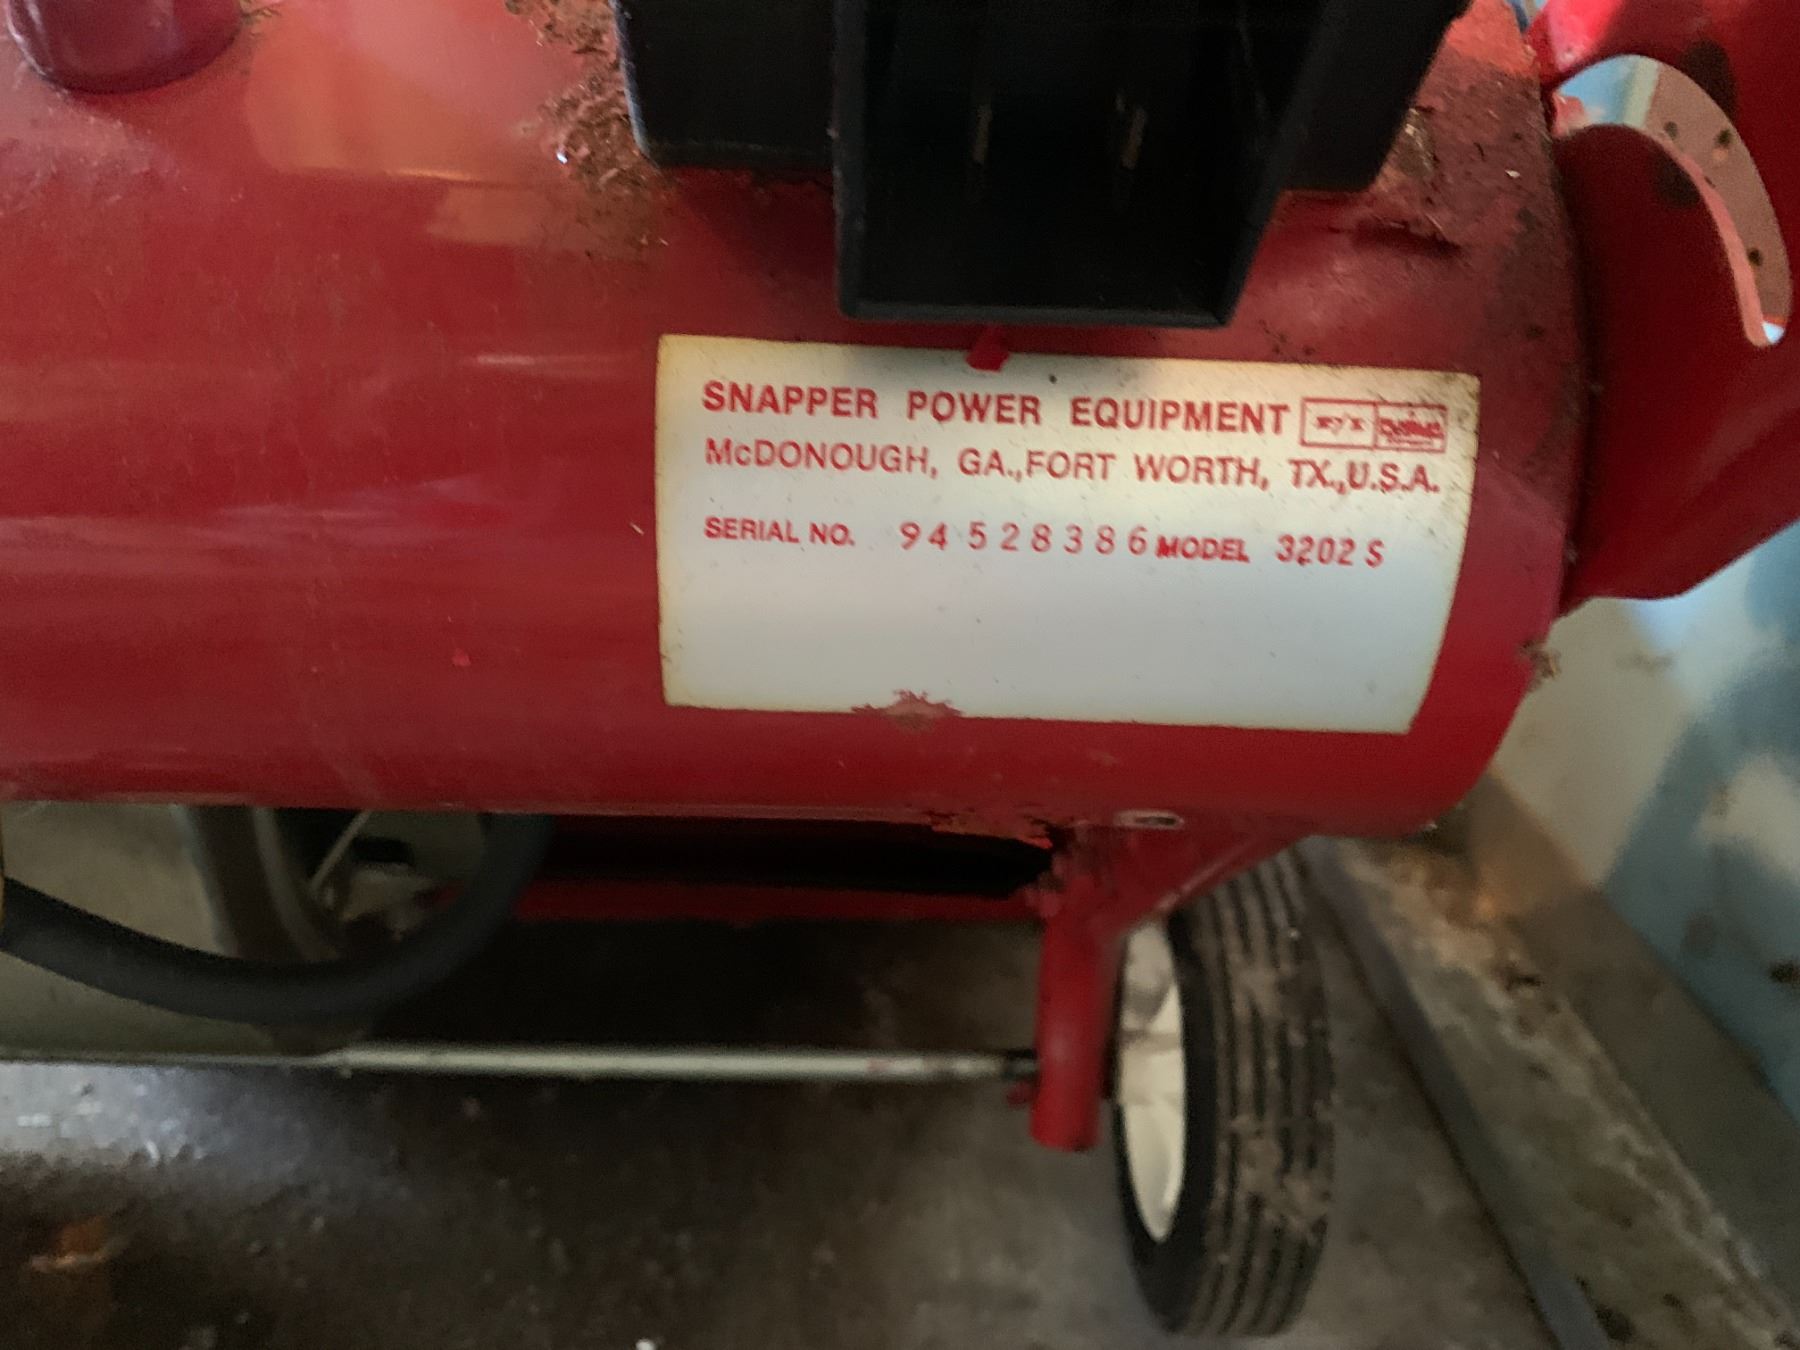 SNAPPER POWER EQUIPMENT
McDONOUGH, GA.,FORT WORTH, TX.,U.S.A.
SERIAL NO. 94528386 MODEL 3202 S